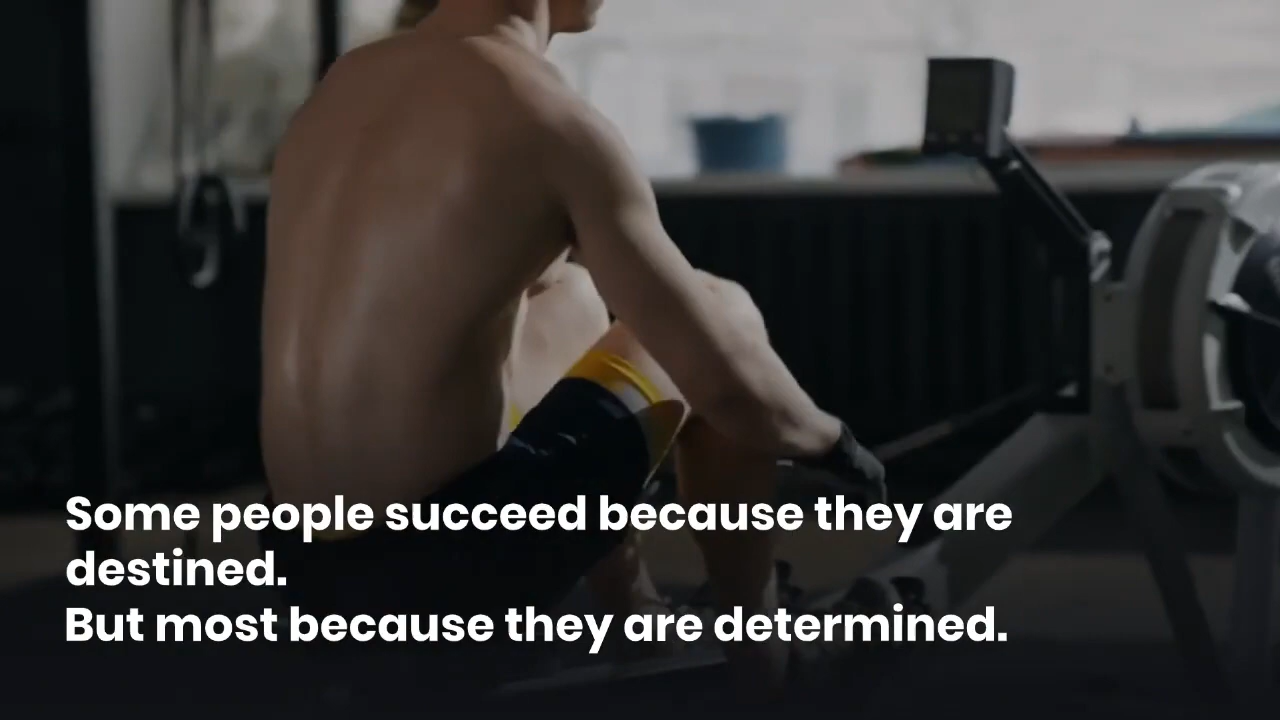 Some people succeed because they are
destined.
But most because they are determined.